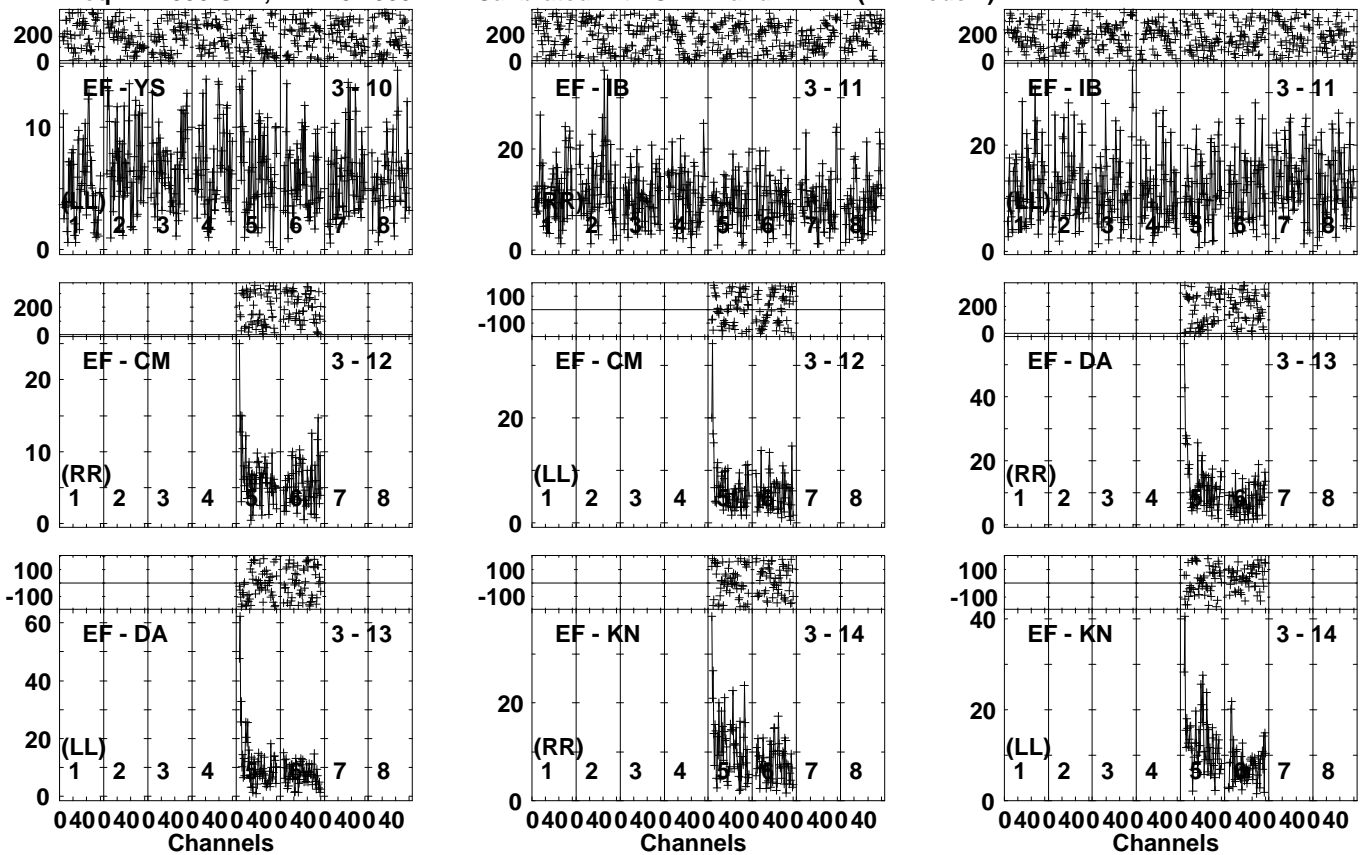 200 200 200
0 0 0
EF - YS 3 - 10 EF - IB 3 - 11 EF - IB 3 - 11
10 20 20
(LL) (RR) (LL)
1 2 3 4 5 6 7 8 1 2 3 4 5 6 7 8 1 2 3 4 5 6 7 8
0 0 0
200 100 200
0 -100 0
EF - CM 3 - 12 EF - CM 3 - 12 EF - DA 3 - 13
20 60
20 40
10 10 20
(RR) (LL) (RR)
1 2 3 4 5 6 7 8 1 2 3 4 5 6 7 8 1 2 3 4 5 6 7 8
0 0 0
100 100 100
-100 -100 -100
60 40
EF - DA 3 - 13 EF - KN 3 - 14 EF - KN 3 - 14
40
20 20 20
(LL) (RR) (LL)
1 2 3 4 5 6 7 8 1 2 3 4 5 6 7 8 1 2 3 4 5 6 7 8
0 0 0
0 40 0 40 0 40 0 40 0 40 0 40 0 40 0 40 0 40 0 40 0 40 0 40 0 40 0 40 0 40 0 40 0 40 0 40 0 40 0 40 0 40 0 40 0 40 0 40
Channels Channels Channels